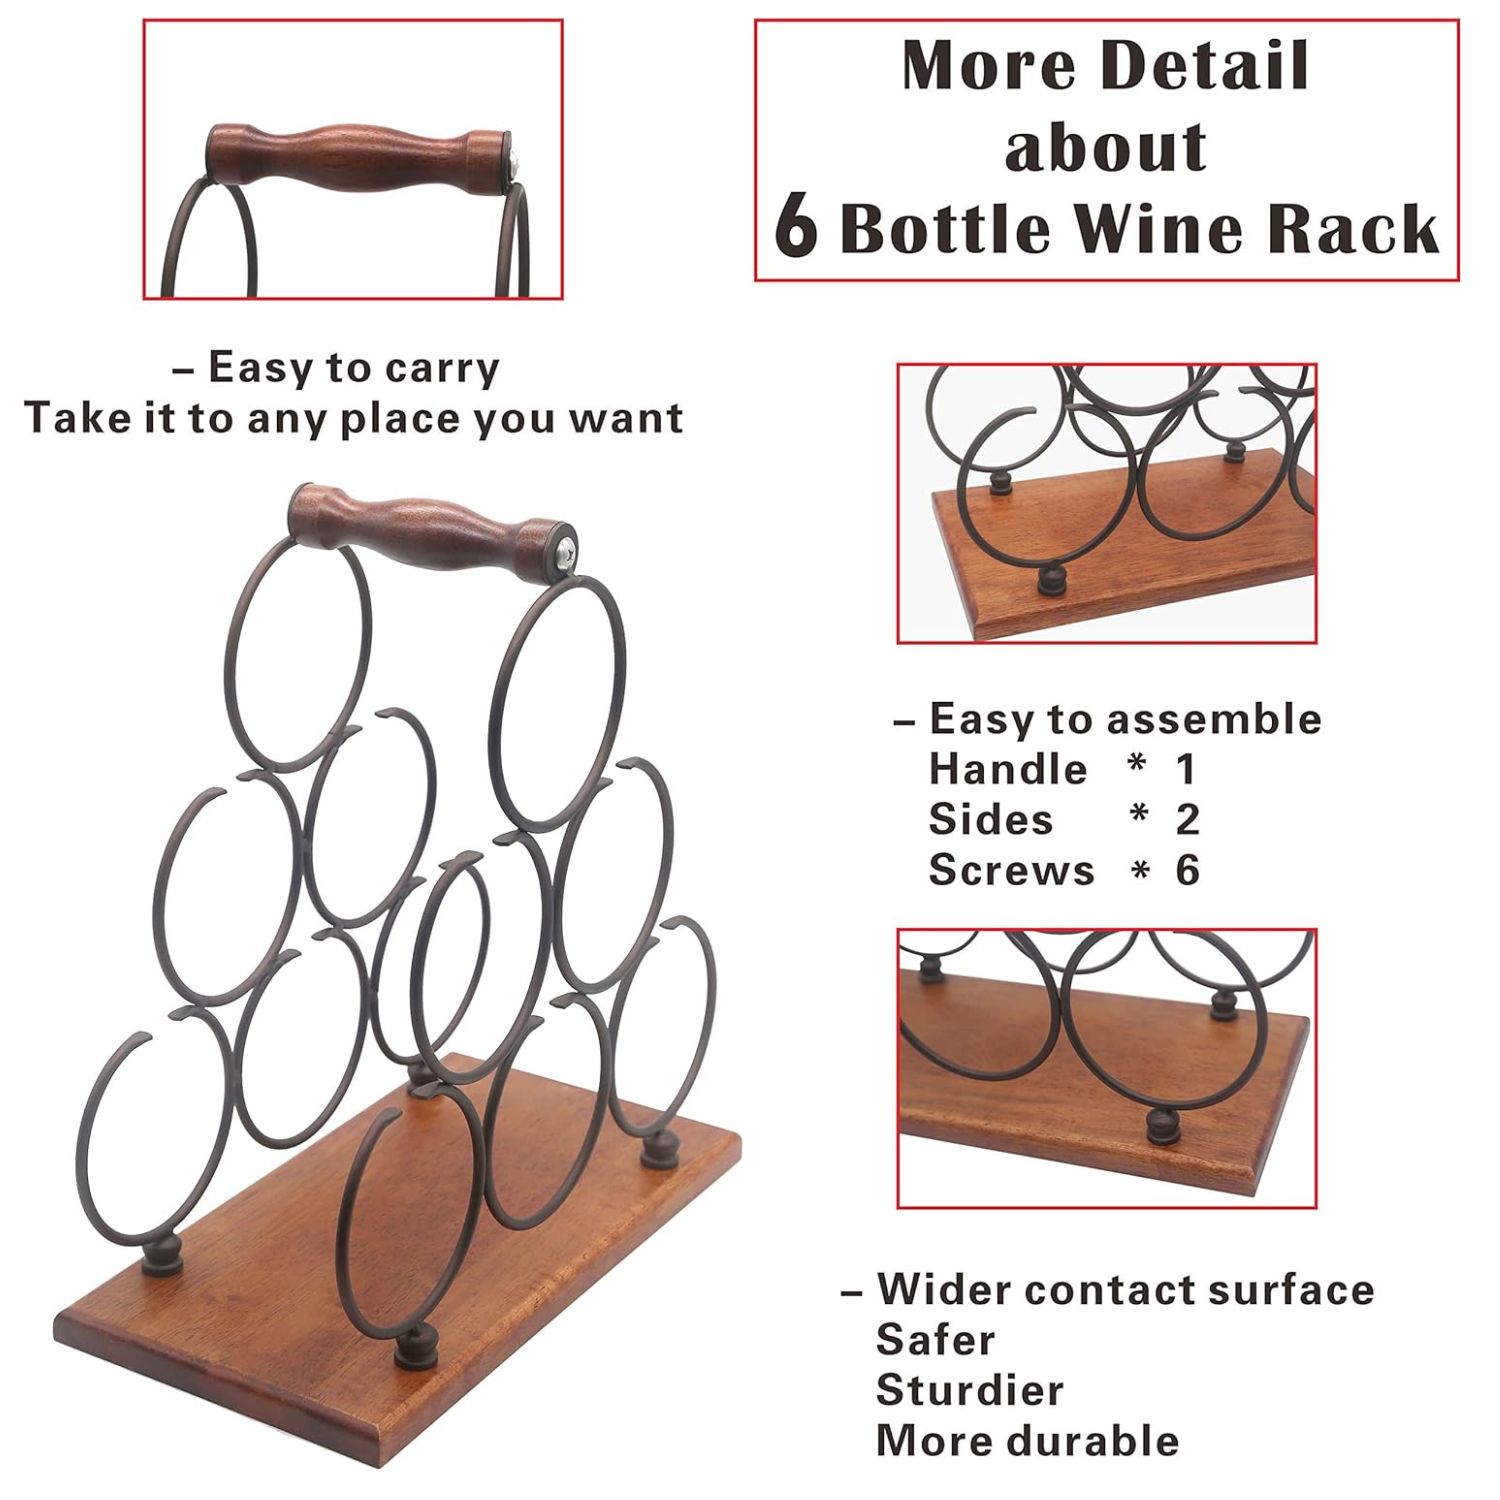 More Detail
about
6 Bottle Wine Rack
– Easy to carry
Take it to any place you want
– Easy to assemble
Handle * 1
Sides * 2
Screws * 6
– Wider contact surface
Safer
Sturdier
More durable